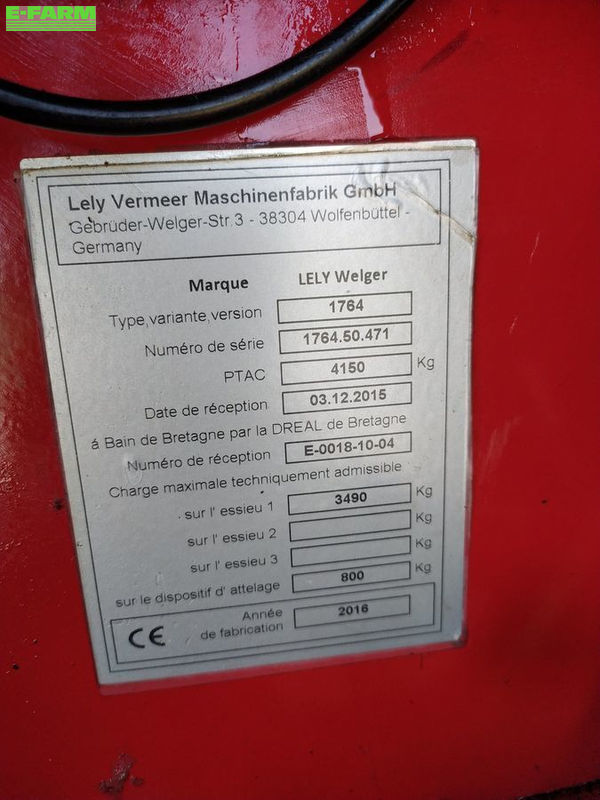 E-FARM
Lely Vermeer Maschinenfabrik GmbH
Gebrüder-Welger-Str.3 - 38304 Wolfenbüttel -
Germany
Marque LELY Welger
Type,variante,version 1764
Numéro de série 1764.50.471
PTAC 4150 Kg
Date de réception 03.12.2015
á Bain de Bretagne par la DREAL de Bretagne
Numéro de réception E-0018-10-04
Charge maximale techniquement admissible
sur l' essieu 1 3490 Kg
sur l' essieu 2 Kg
sur l' essieu 3 Kg
sur le dispositif d' attelage 800 Kg
CE Année
de fabrication 2016